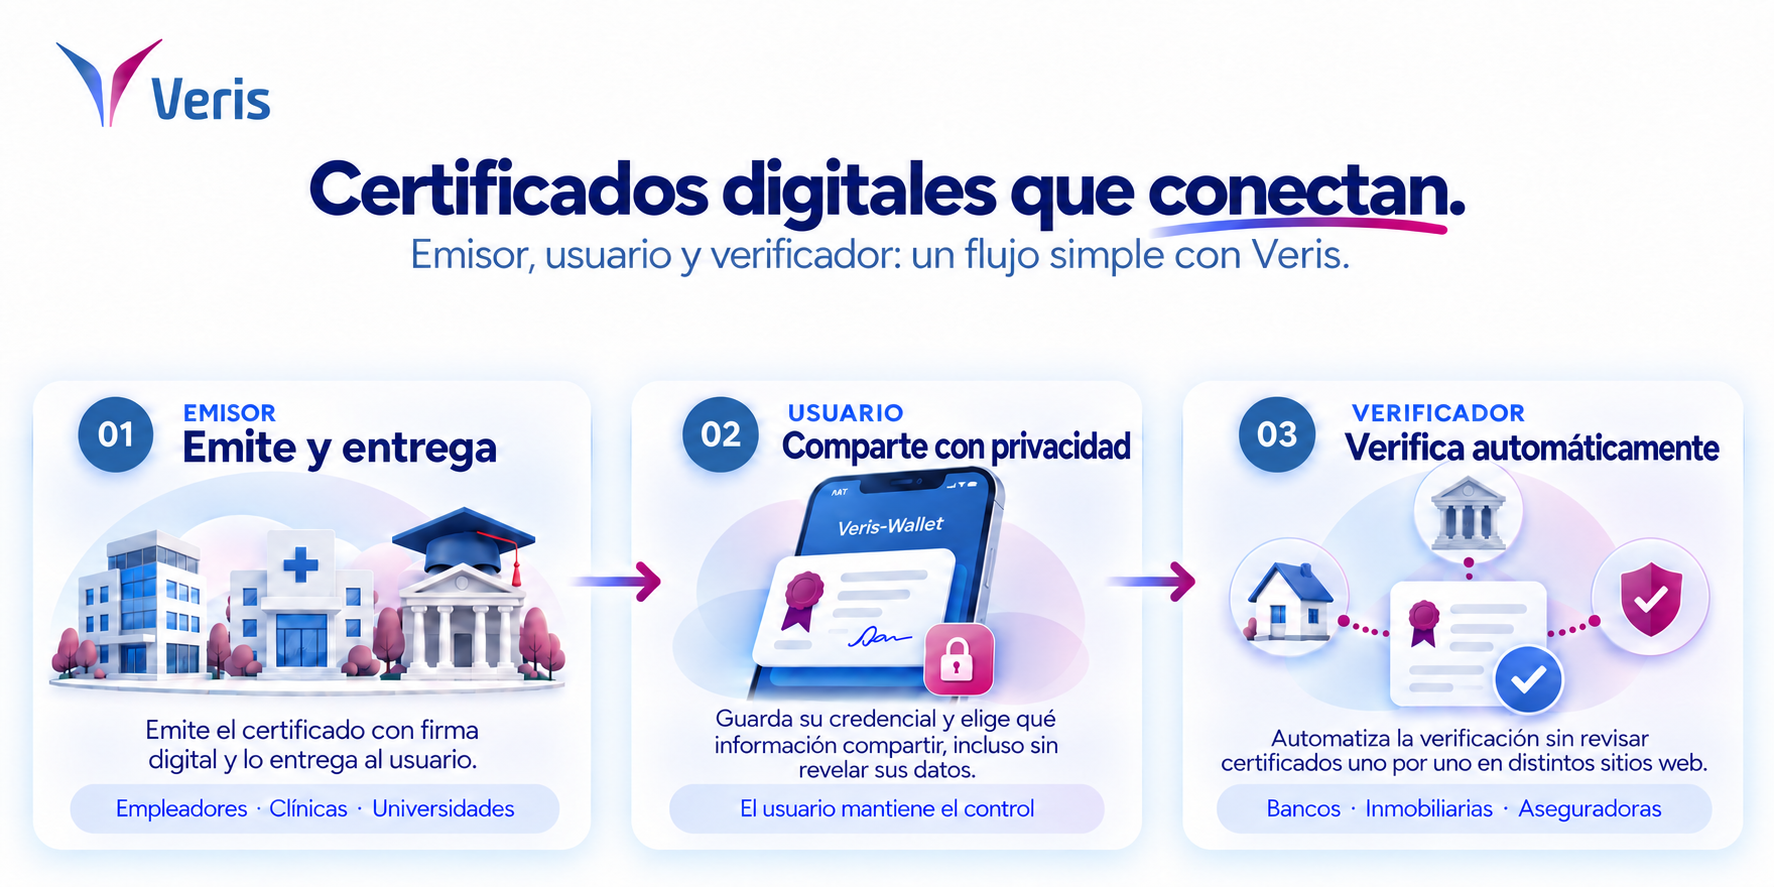 Veris
Certificados digitales que conectan.
Emisor, usuario y verificador: un flujo simple con Veris.
01
EMISOR
Emite y entrega
Emite el certificado con firma
digital y lo entrega al usuario.
Empleadores · Clínicas · Universidades
02
USUARIO
Comparte con privacidad
Veris-Wallet
Guarda su credencial y elige qué
información compartir, incluso sin
revelar sus datos.
El usuario mantiene el control
03
VERIFICADOR
Verifica automáticamente
Automatiza la verificación sin revisar
certificados uno por uno en distintos sitios web.
Bancos · Inmobiliarias · Aseguradoras